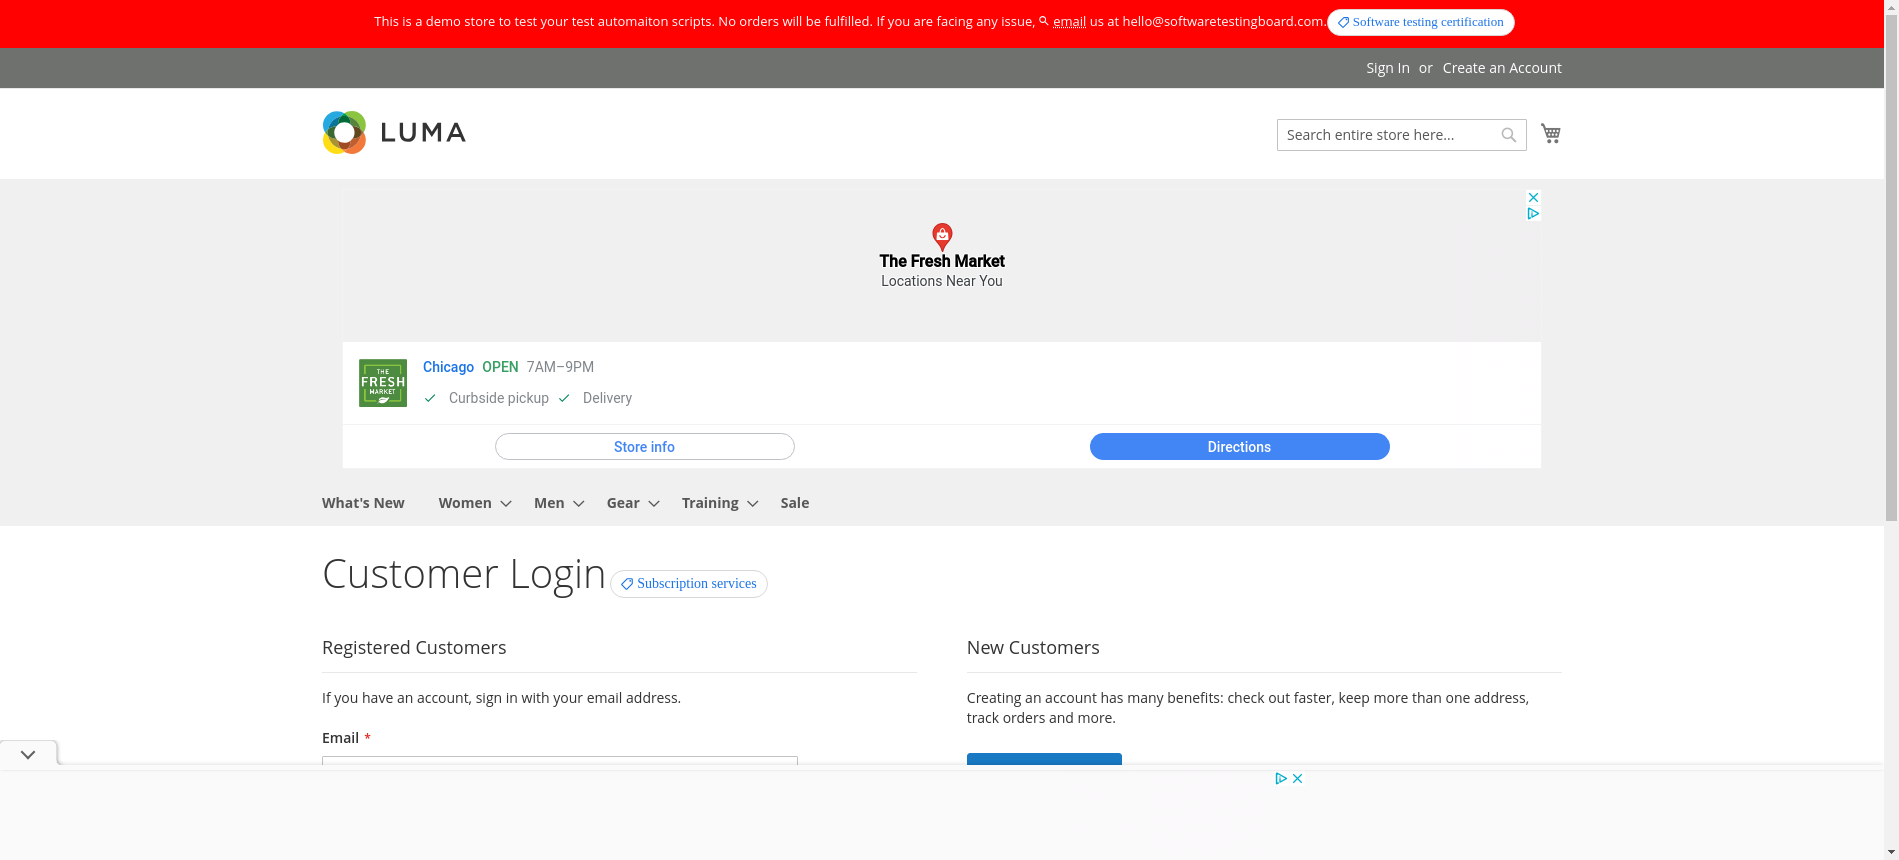 This is a demo store to test your test automaiton scripts. No orders will be fulfilled. If you are facing any issue, email us at hello@softwaretestingboard.com. Software testing certification
Sign In or Create an Account
LUMA
Search entire store here...
The Fresh Market
Locations Near You
THE
FRESH
MARKET
Chicago OPEN 7AM–9PM
Curbside pickup Delivery
Store info
Directions
What's New Women Men Gear Training Sale
Customer Login Subscription services
Registered Customers
If you have an account, sign in with your email address.
Email *
New Customers
Creating an account has many benefits: check out faster, keep more than one address,
track orders and more.